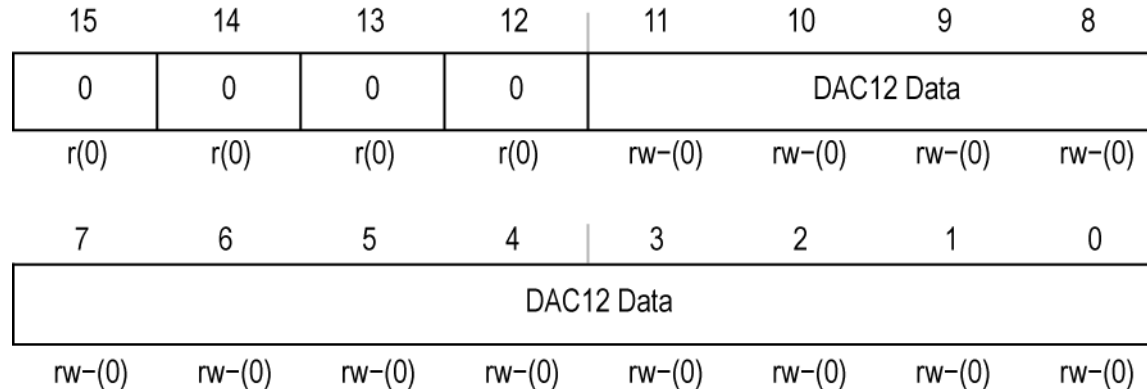 15 14 13 12 11 10 9 8
0 0 0 0 DAC12 Data
r(0) r(0) r(0) r(0) rw−(0) rw−(0) rw−(0) rw−(0)
7 6 5 4 3 2 1 0
DAC12 Data
rw−(0) rw−(0) rw−(0) rw−(0) rw−(0) rw−(0) rw−(0) rw−(0)